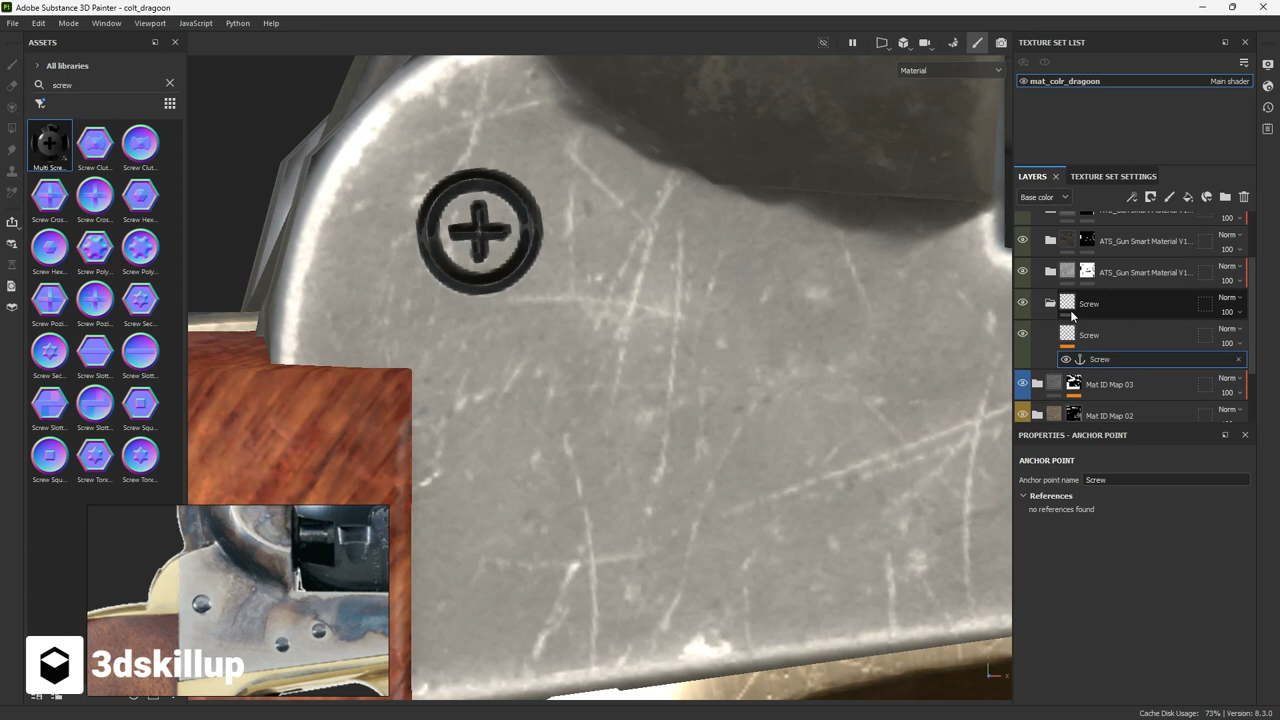 Adobe Substance 3D Painter - colt_dragoon
File Edit Mode Window Viewport JavaScript Python Help
ASSETS
TEXTURE SET LIST
All libraries
screw
Material
mat_colr_dragoon Main shader
Multi Scre... Screw Clut... Screw Clut...
LAYERS TEXTURE SET SETTINGS
Base color
Screw Cros... Screw Cros... Screw Hex...
100
Norm
ATS_Gun Smart Material V1...
100
Screw Hex... Screw Poly... Screw Poly...
Norm
ATS_Gun Smart Material V1...
100
Norm
Screw
100
Screw Pozi... Screw Pozi... Screw Sec...
Norm
Screw
100
Screw
Screw Sec... Screw Slott... Screw Slott...
Norm
Mat ID Map 03
100
Norm
Mat ID Map 02
Screw Slott... Screw Slott... Screw Squ...
PROPERTIES - ANCHOR POINT
ANCHOR POINT
Screw Squ... Screw Torx... Screw Torx...
Anchor point name Screw
References
no references found
3dskillup
Cache Disk Usage: 73% | Version: 8.3.0